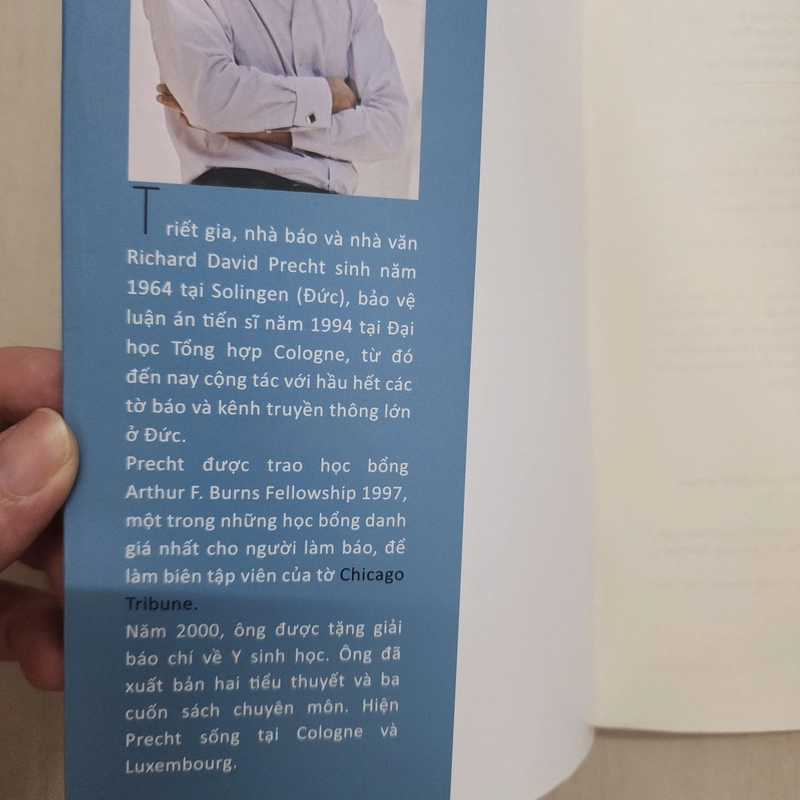 Triết gia, nhà báo và nhà văn
Richard David Precht sinh năm
1964 tại Solingen (Đức), bảo vệ
luận án tiến sĩ năm 1994 tại Đại
học Tổng hợp Cologne, từ đó
đến nay cộng tác với hầu hết các
tờ báo và kênh truyền thông lớn
ở Đức.
Precht được trao học bổng
Arthur F. Burns Fellowship 1997,
một trong những học bổng danh
giá nhất cho người làm báo, để
làm biên tập viên của tờ Chicago
Tribune.
Năm 2000, ông được tặng giải
báo chí về Y sinh học. Ông đã
xuất bản hai tiểu thuyết và ba
cuốn sách chuyên môn. Hiện
Precht sống tại Cologne và
Luxembourg.